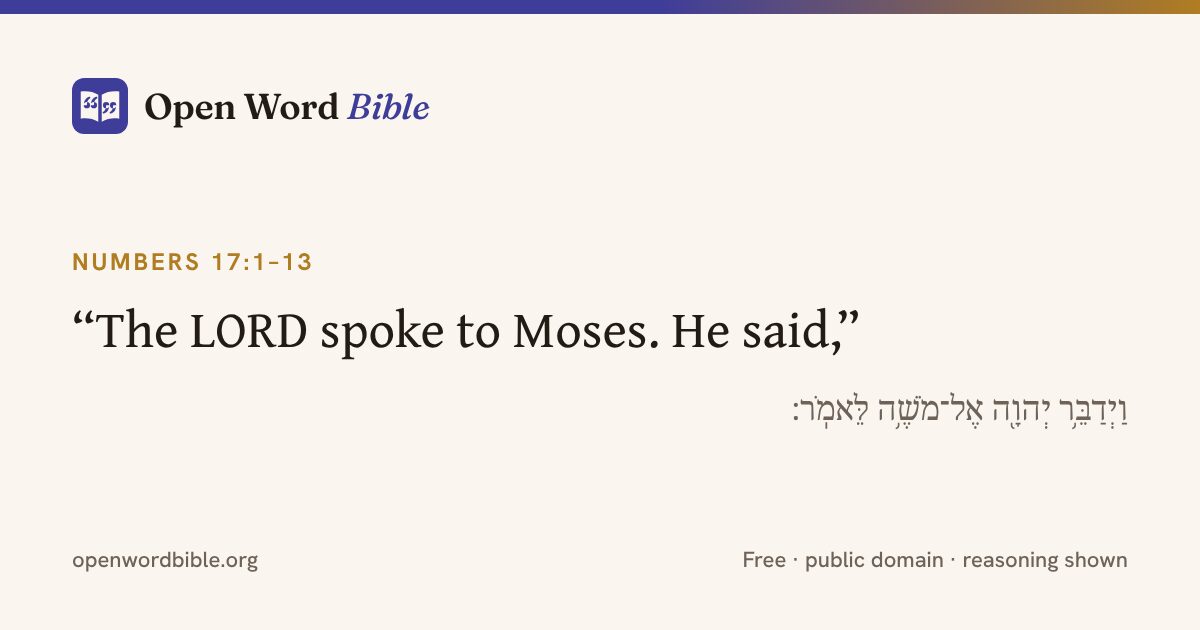 Open Word Bible
NUMBERS 17:1–13
“The LORD spoke to Moses. He said,”
וַיְדַבֵּ֥ר יְהוָ֖ה אֶל־מֹשֶׁ֥ה לֵּאמֹֽר׃
openwordbible.org
Free · public domain · reasoning shown